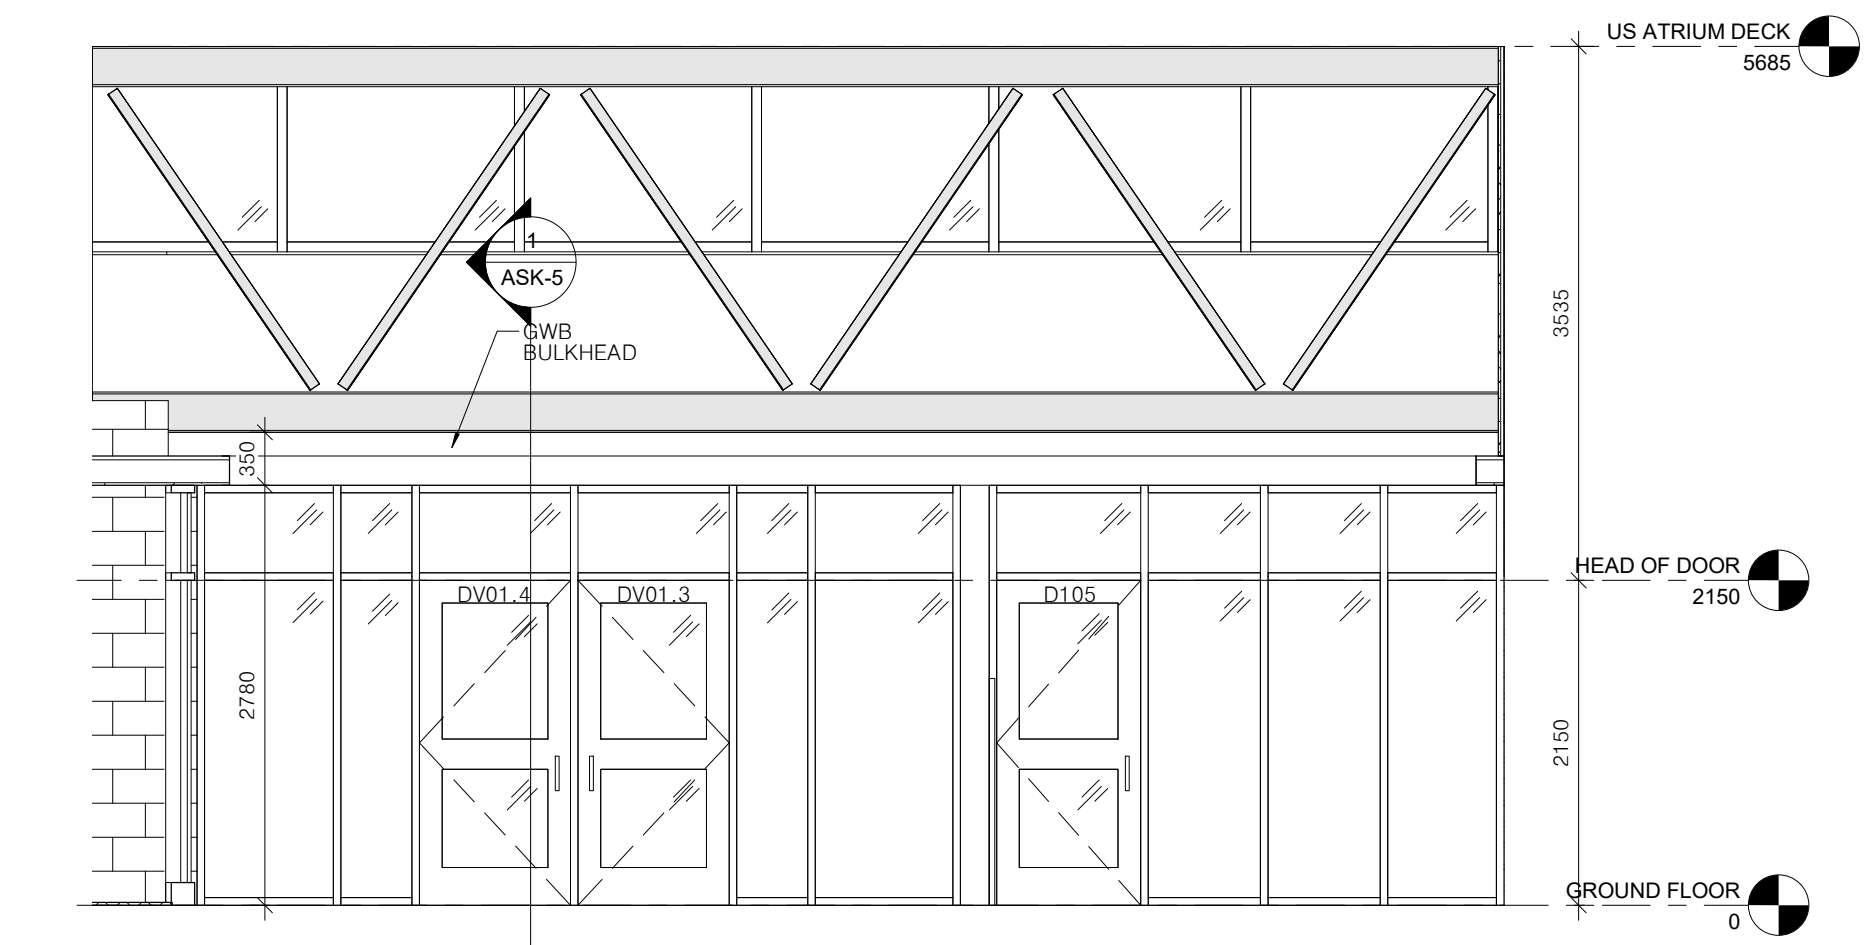 US ATRIUM DECK
5685
1
ASK-5
3535
GWB
BULKHEAD
350
HEAD OF DOOR
2150
DV01.4
DV01.3
D105
2780
2150
GROUND FLOOR
0